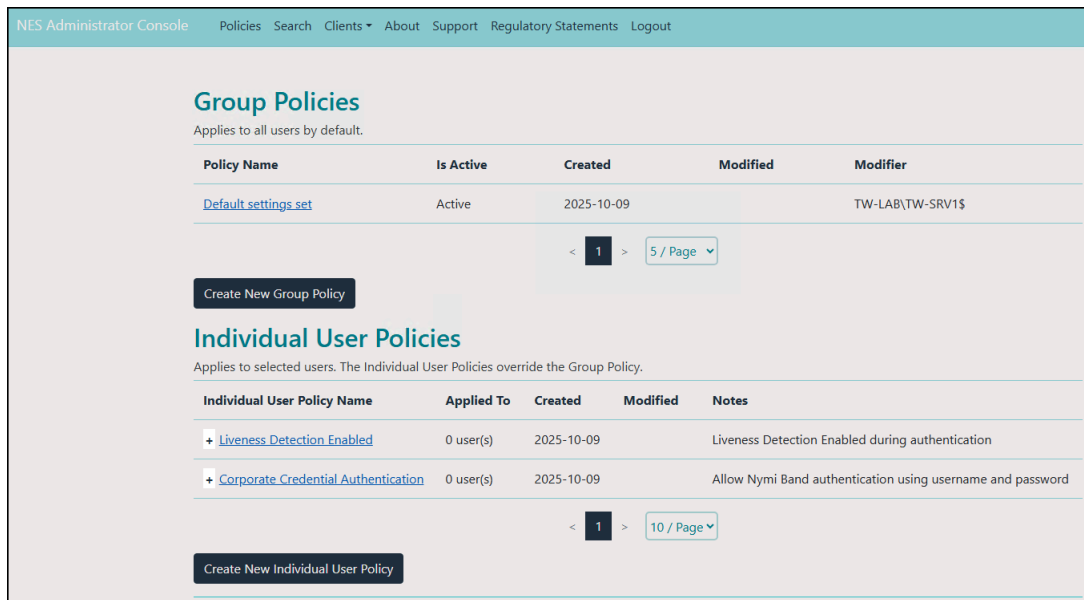 NES Administrator Console Policies Search Clients About Support Regulatory Statements Logout
Group Policies
Applies to all users by default.
Policy Name Is Active Created Modified Modifier
Default settings set Active 2025-10-09 TW-LAB\TW-SRV1$
< 1 > 5 / Page
Create New Group Policy
Individual User Policies
Applies to selected users. The Individual User Policies override the Group Policy.
Individual User Policy Name Applied To Created Modified Notes
+ Liveness Detection Enabled 0 user(s) 2025-10-09 Liveness Detection Enabled during authentication
+ Corporate Credential Authentication 0 user(s) 2025-10-09 Allow Nymi Band authentication using username and password
< 1 > 10 / Page
Create New Individual User Policy